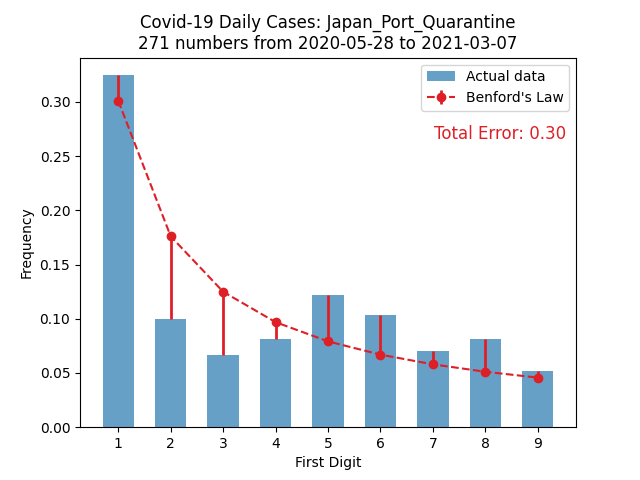 Covid-19 Daily Cases: Japan_Port_Quarantine
271 numbers from 2020-05-28 to 2021-03-07
Actual data
Benford's Law
Total Error: 0.30
Frequency
0.30
0.25
0.20
0.15
0.10
0.05
0.00
1 2 3 4 5 6 7 8 9
First Digit